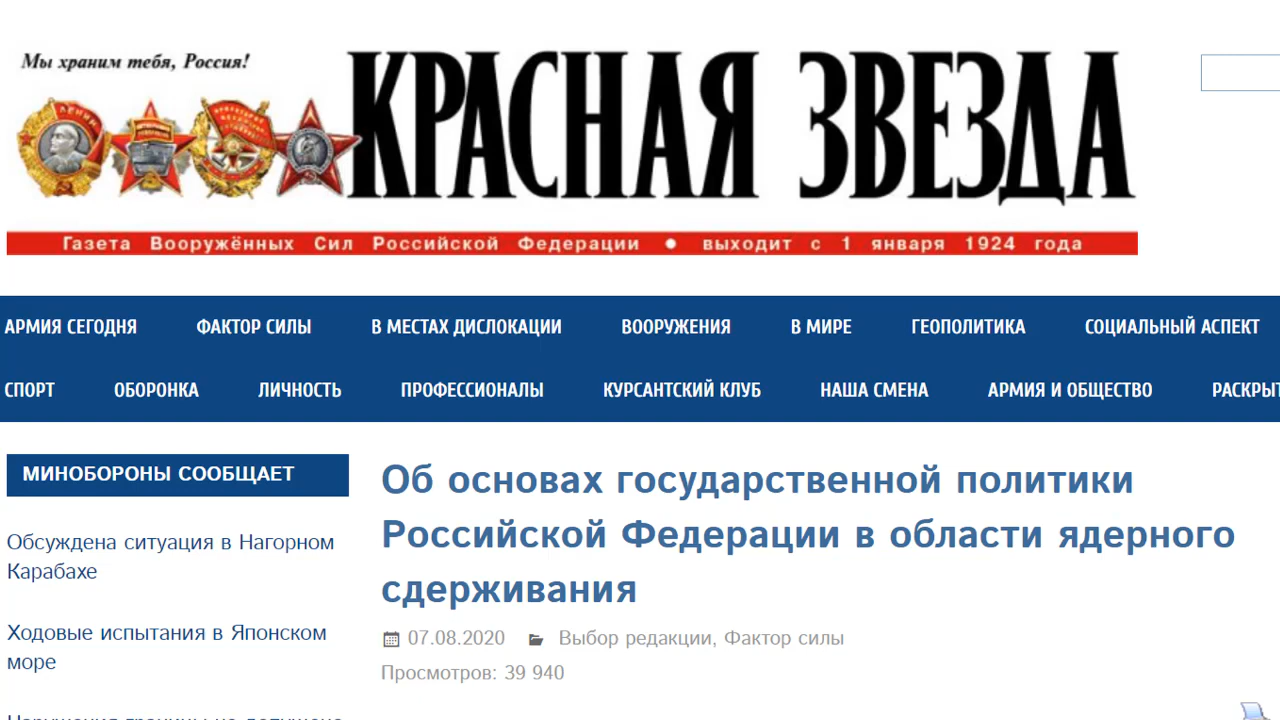 Мы храним тебя, Россия!
КРАСНАЯ ЗВЕЗДА
ЛЕНИН
Газета Вооружённых Сил Российской Федерации ● выходит с 1 января 1924 года
АРМИЯ СЕГОДНЯ ФАКТОР СИЛЫ В МЕСТАХ ДИСЛОКАЦИИ ВООРУЖЕНИЯ В МИРЕ ГЕОПОЛИТИКА СОЦИАЛЬНЫЙ АСПЕКТ
СПОРТ ОБОРОНКА ЛИЧНОСТЬ ПРОФЕССИОНАЛЫ КУРСАНТСКИЙ КЛУБ НАША СМЕНА АРМИЯ И ОБЩЕСТВО РАСКРЫТ
МИНОБОРОНЫ СООБЩАЕТ
Обсуждена ситуация в Нагорном
Карабахе
Ходовые испытания в Японском
море
Об основах государственной политики
Российской Федерации в области ядерного
сдерживания
07.08.2020 Выбор редакции, Фактор силы
Просмотров: 39 940